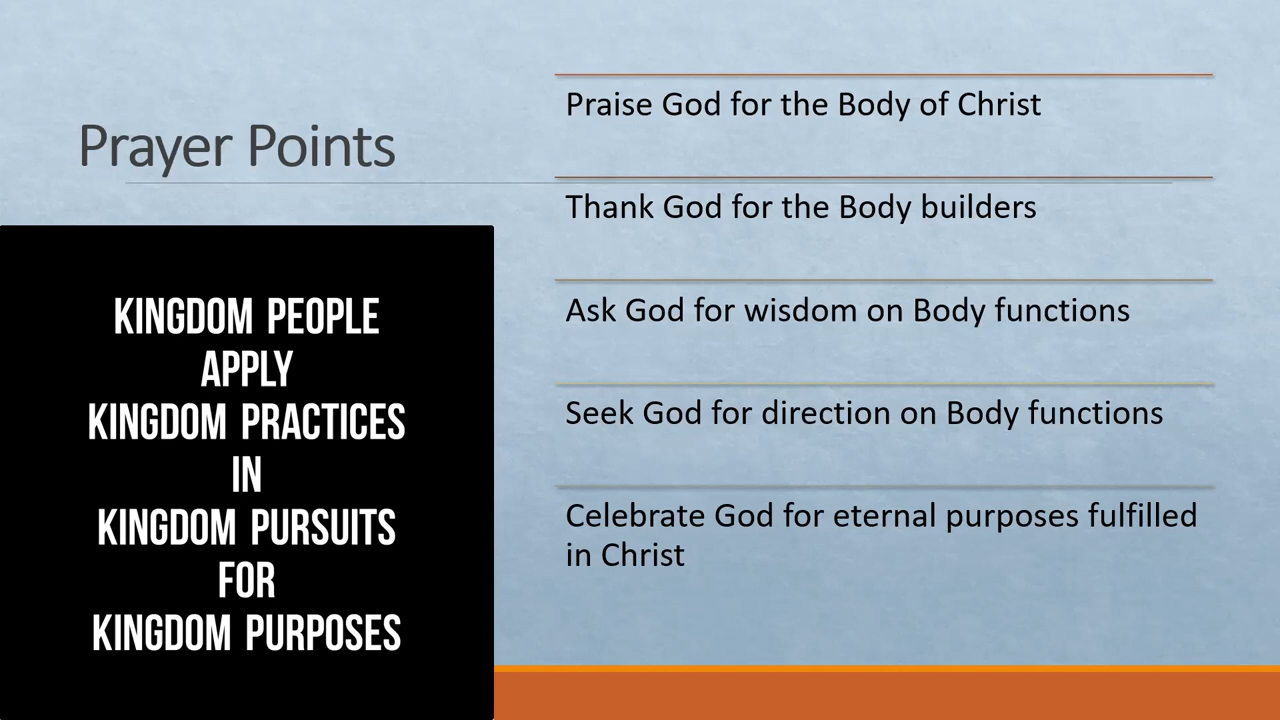 Prayer Points
KINGDOM PEOPLE
APPLY
KINGDOM PRACTICES
IN
KINGDOM PURSUITS
FOR
KINGDOM PURPOSES
Praise God for the Body of Christ
Thank God for the Body builders
Ask God for wisdom on Body functions
Seek God for direction on Body functions
Celebrate God for eternal purposes fulfilled
in Christ